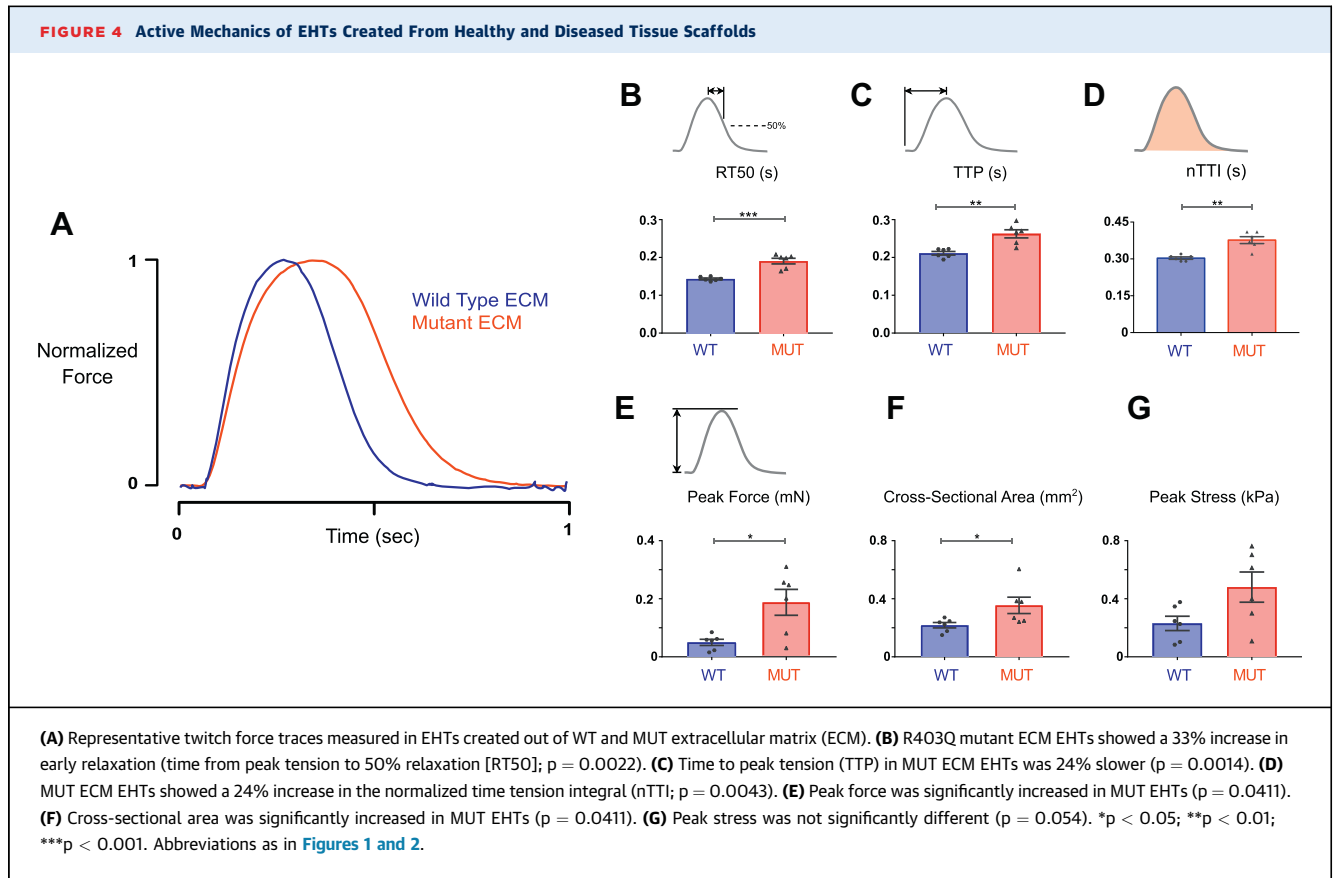 FIGURE 4 Active Mechanics of EHTs Created From Healthy and Diseased Tissue Scaffolds
A
1
Normalized
Force
0
Wild Type ECM
Mutant ECM
0
Time (sec)
1
B
50%
RT50 (s)
***
0.3
0.2
0.1
0.0
WT
MUT
C
TTP (s)
**
0.3
0.2
0.1
0.0
WT
MUT
D
nTTI (s)
**
0.45
0.30
0.15
0
WT
MUT
E
Peak Force (mN)
*
0.4
0.2
0
WT
MUT
F
Cross-Sectional Area (mm²)
*
0.8
0.4
0
WT
MUT
G
Peak Stress (kPa)
0.8
0.4
0
WT
MUT
(A) Representative twitch force traces measured in EHTs created out of WT and MUT extracellular matrix (ECM). (B) R403Q mutant ECM EHTs showed a 33% increase in
early relaxation (time from peak tension to 50% relaxation [RT50]; p = 0.0022). (C) Time to peak tension (TTP) in MUT ECM EHTs was 24% slower (p = 0.0014). (D)
MUT ECM EHTs showed a 24% increase in the normalized time tension integral (nTTI; p = 0.0043). (E) Peak force was significantly increased in MUT EHTs (p = 0.0411).
(F) Cross-sectional area was significantly increased in MUT EHTs (p = 0.0411). (G) Peak stress was not significantly different (p = 0.054). *p < 0.05; **p < 0.01;
***p < 0.001. Abbreviations as in Figures 1 and 2.